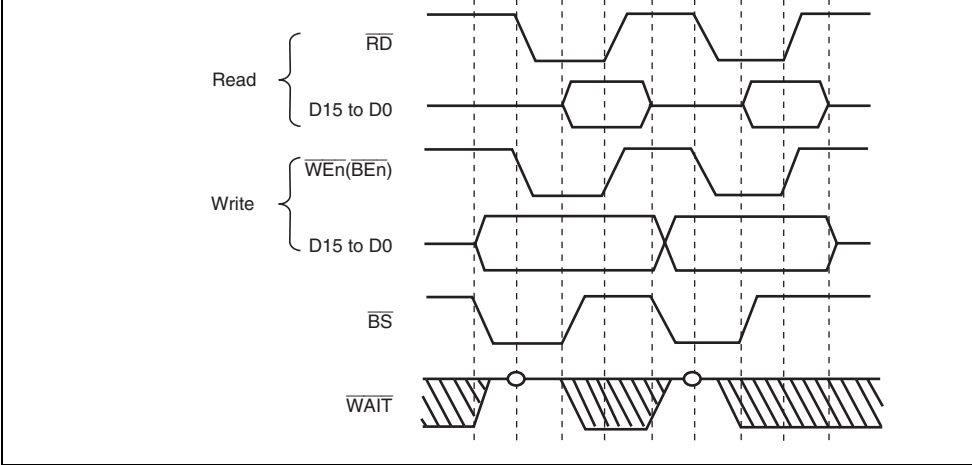 RD
Read
D15 to D0
WEn(BEn)
Write
D15 to D0
BS
WAIT